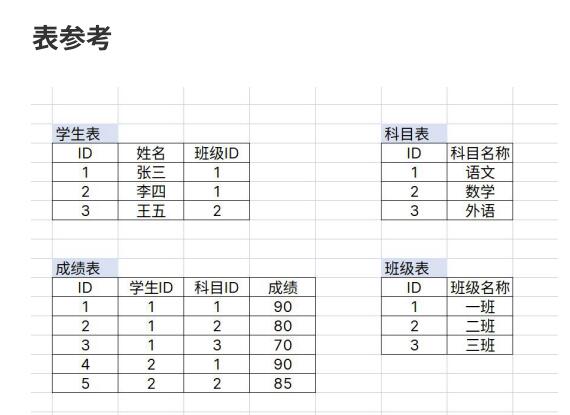 表参考
学生表
ID 姓名 班级ID
1 张三 1
2 李四 1
3 王五 2
科目表
ID 科目名称
1 语文
2 数学
3 外语
成绩表
ID 学生ID 科目ID 成绩
1 1 1 90
2 1 2 80
3 1 3 70
4 2 1 90
5 2 2 85
班级表
ID 班级名称
1 一班
2 二班
3 三班